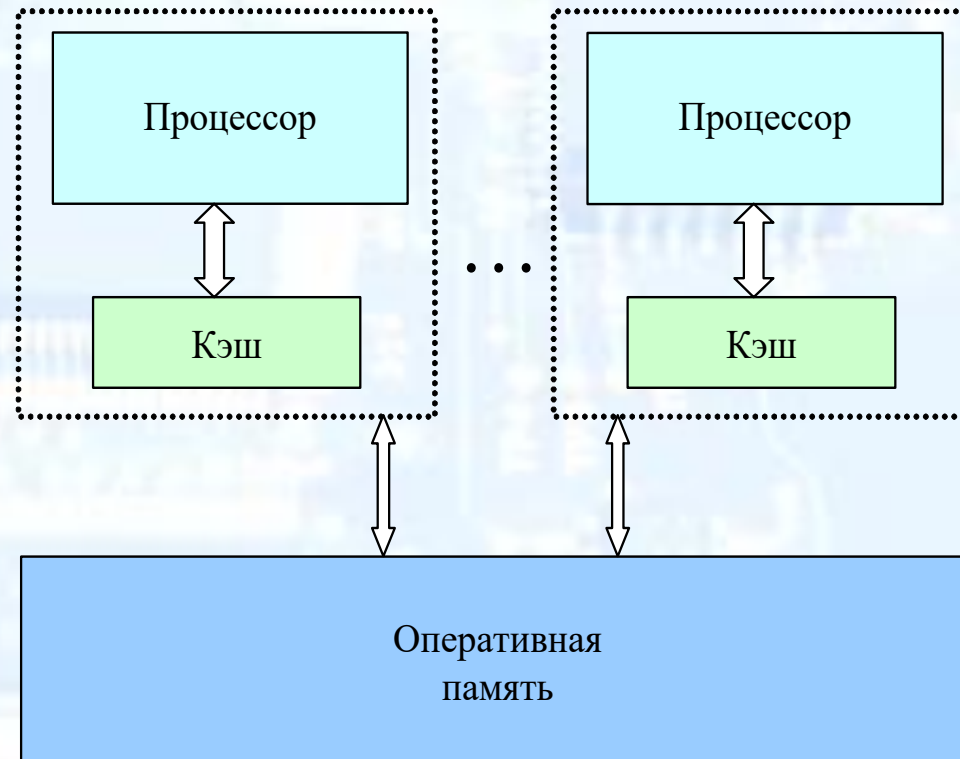 Процессор
Процессор
. . .
Кэш
Кэш
Оперативная
память